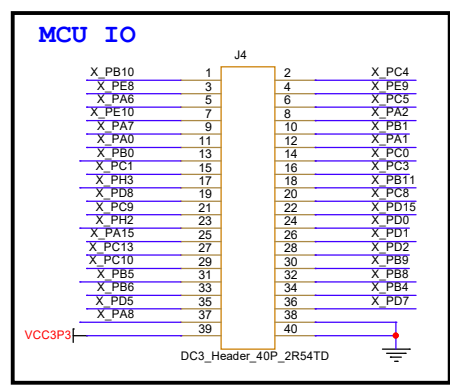 MCU IO
J4
X_PB10 1 2 X_PC4
X_PE8 3 4 X_PE9
X_PA6 5 6 X_PC5
X_PE10 7 8 X_PA2
X_PA7 9 10 X_PB1
X_PA0 11 12 X_PA1
X_PB0 13 14 X_PC0
X_PC1 15 16 X_PC3
X_PH3 17 18 X_PB11
X_PD8 19 20 X_PC8
X_PC9 21 22 X_PD15
X_PH2 23 24 X_PD0
X_PA15 25 26 X_PD1
X_PC13 27 28 X_PD2
X_PC10 29 30 X_PB9
X_PB5 31 32 X_PB8
X_PB6 33 34 X_PB4
X_PD5 35 36 X_PD7
X_PA8 37 38
VCC3P3 39 40
DC3_Header_40P_2R54TD